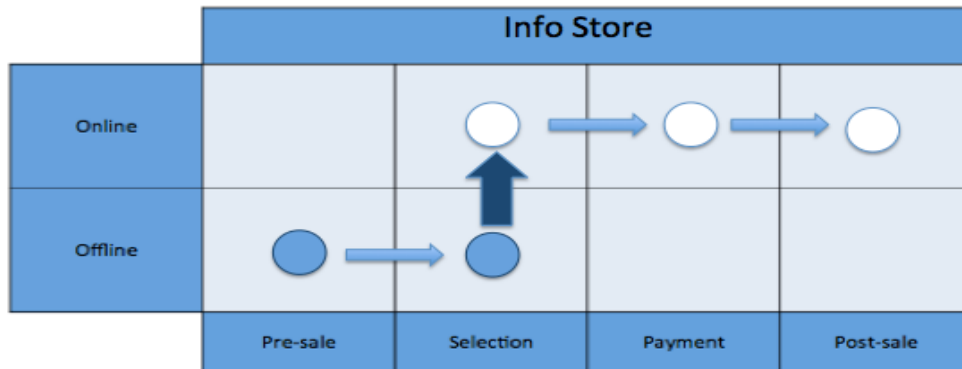 Info Store
Online
Offline
Pre-sale
Selection
Payment
Post-sale